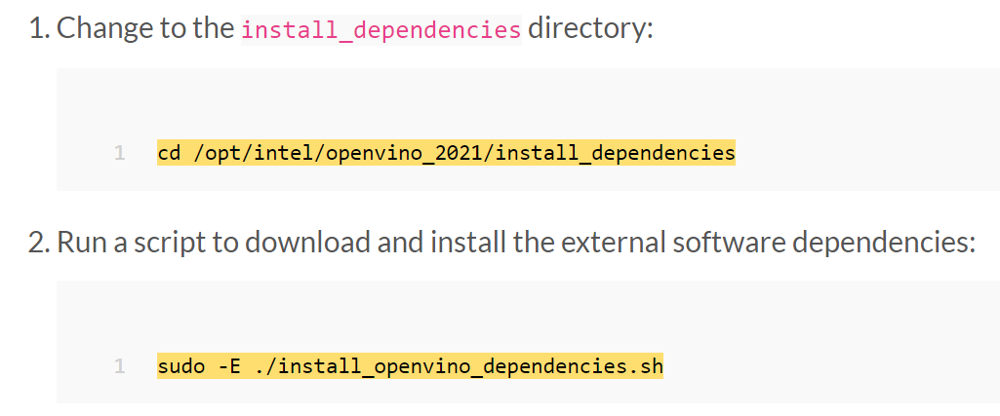 1. Change to the install_dependencies directory:
1 cd /opt/intel/openvino_2021/install_dependencies
2. Run a script to download and install the external software dependencies:
1 sudo -E ./install_openvino_dependencies.sh